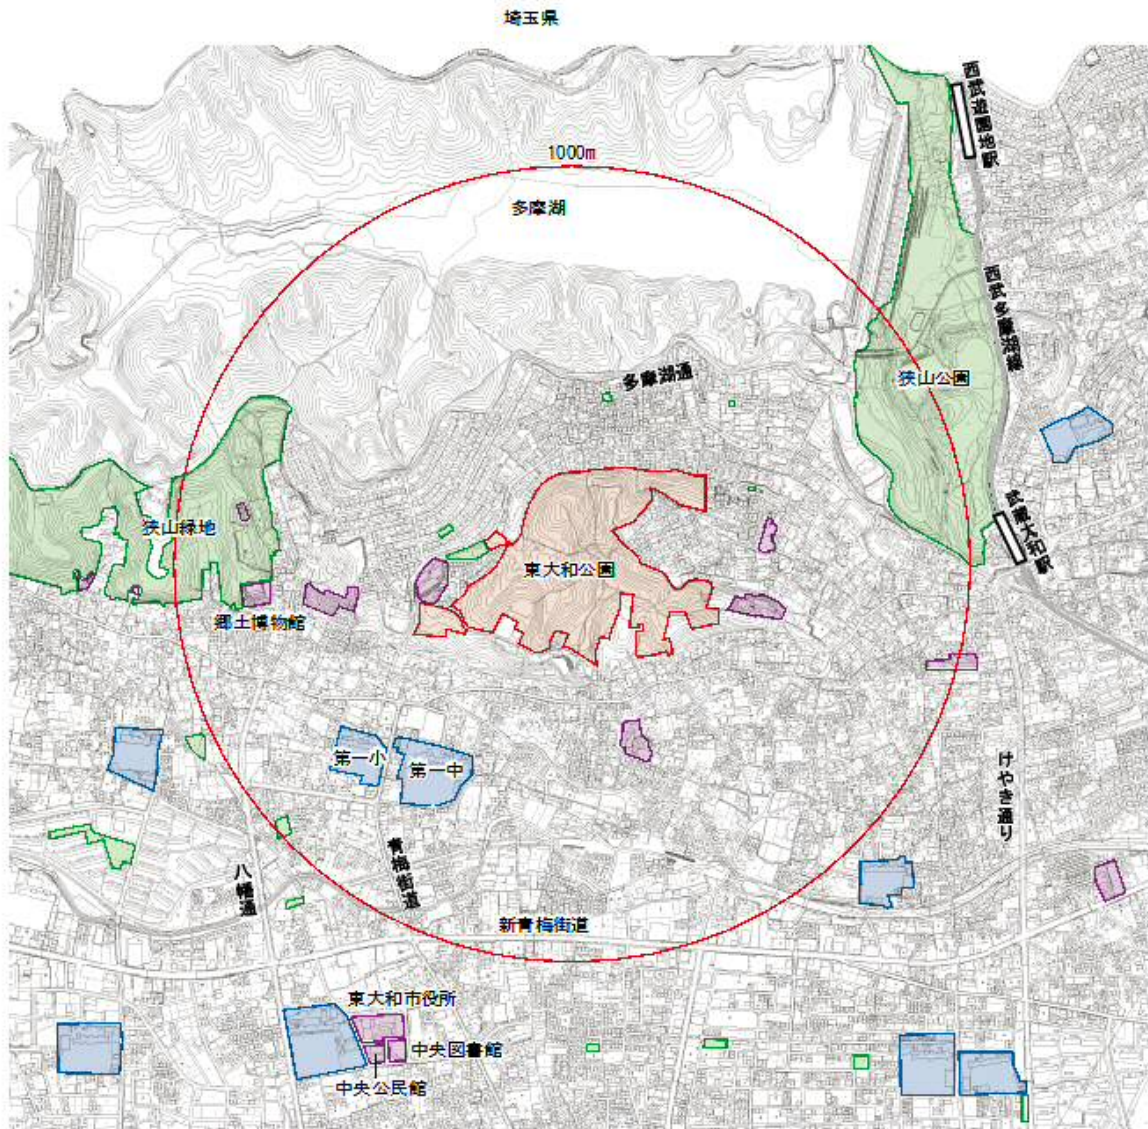 埼玉県
西武遊園地駅
1000m
多摩湖
西武多摩湖線
多摩湖通
狭山公園
狭山緑地
武蔵大和駅
東大和公園
郷土博物館
第一小
第一中
けやき通り
青梅街道
八幡通
新青梅街道
東大和市役所
中央図書館
中央公民館